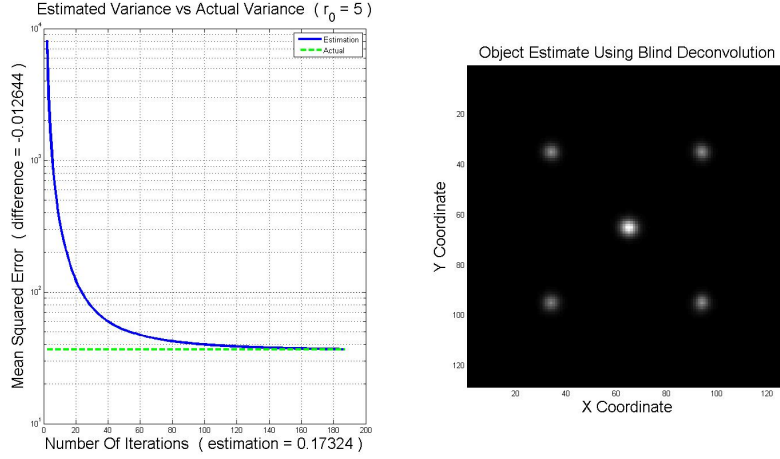 Estimated Variance vs Actual Variance ( r0 = 5 )
Estimation
Actual
10^4
10^3
10^2
10^1
Mean Squared Error ( difference = -0.012644 )
0 20 40 60 80 100 120 140 160 180 200
Number Of Iterations ( estimation = 0.17324 )
Object Estimate Using Blind Deconvolution
20
40
60
80
100
120
Y Coordinate
20 40 60 80 100 120
X Coordinate